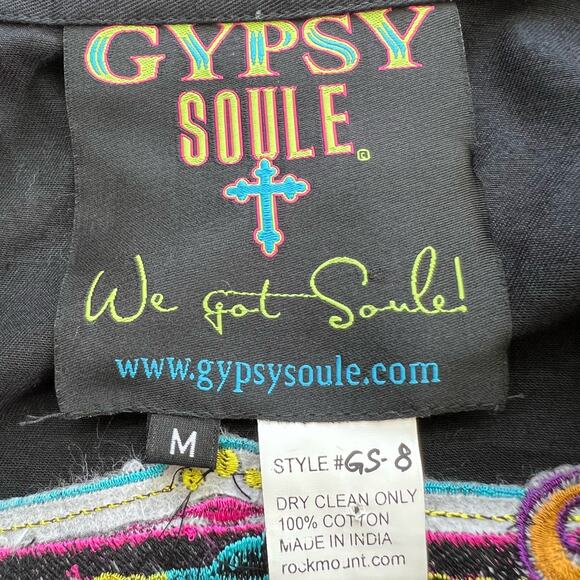 GYPSY
SOULE®
We got Soule!
www.gypsysoule.com
M
STYLE #GS-8
DRY CLEAN ONLY
100% COTTON
MADE IN INDIA
rockmount.com